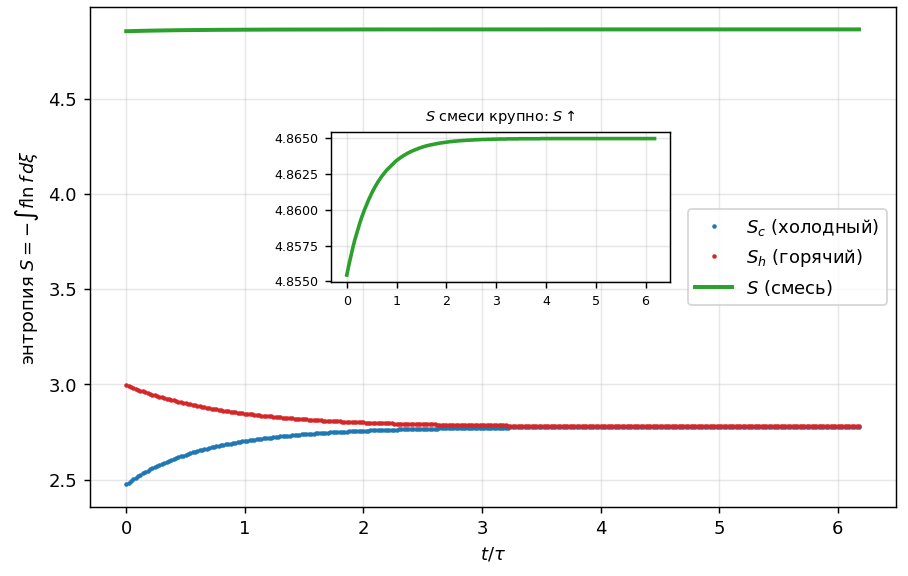 4.5
4.0
3.5
3.0
2.5
энтропия S = −∫ f ln f dξ
S смеси крупно: S ↑
4.8650
4.8625
4.8600
4.8575
4.8550
0 1 2 3 4 5 6
S_c (холодный)
S_h (горячий)
S (смесь)
0 1 2 3 4 5 6
t/τ